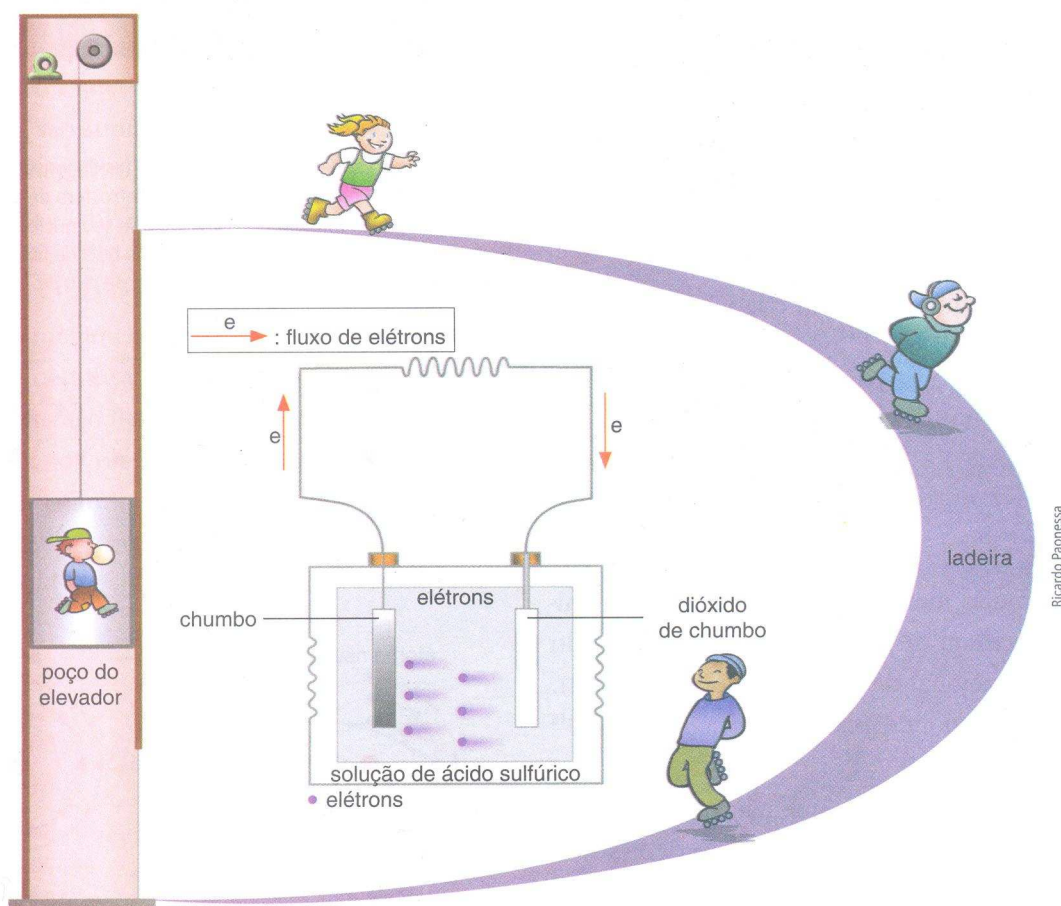 e
: fluxo de elétrons
e
e
ladeira
Ricardo Paonessa
elétrons
chumbo
dióxido
de chumbo
poço do
elevador
solução de ácido sulfúrico
elétrons